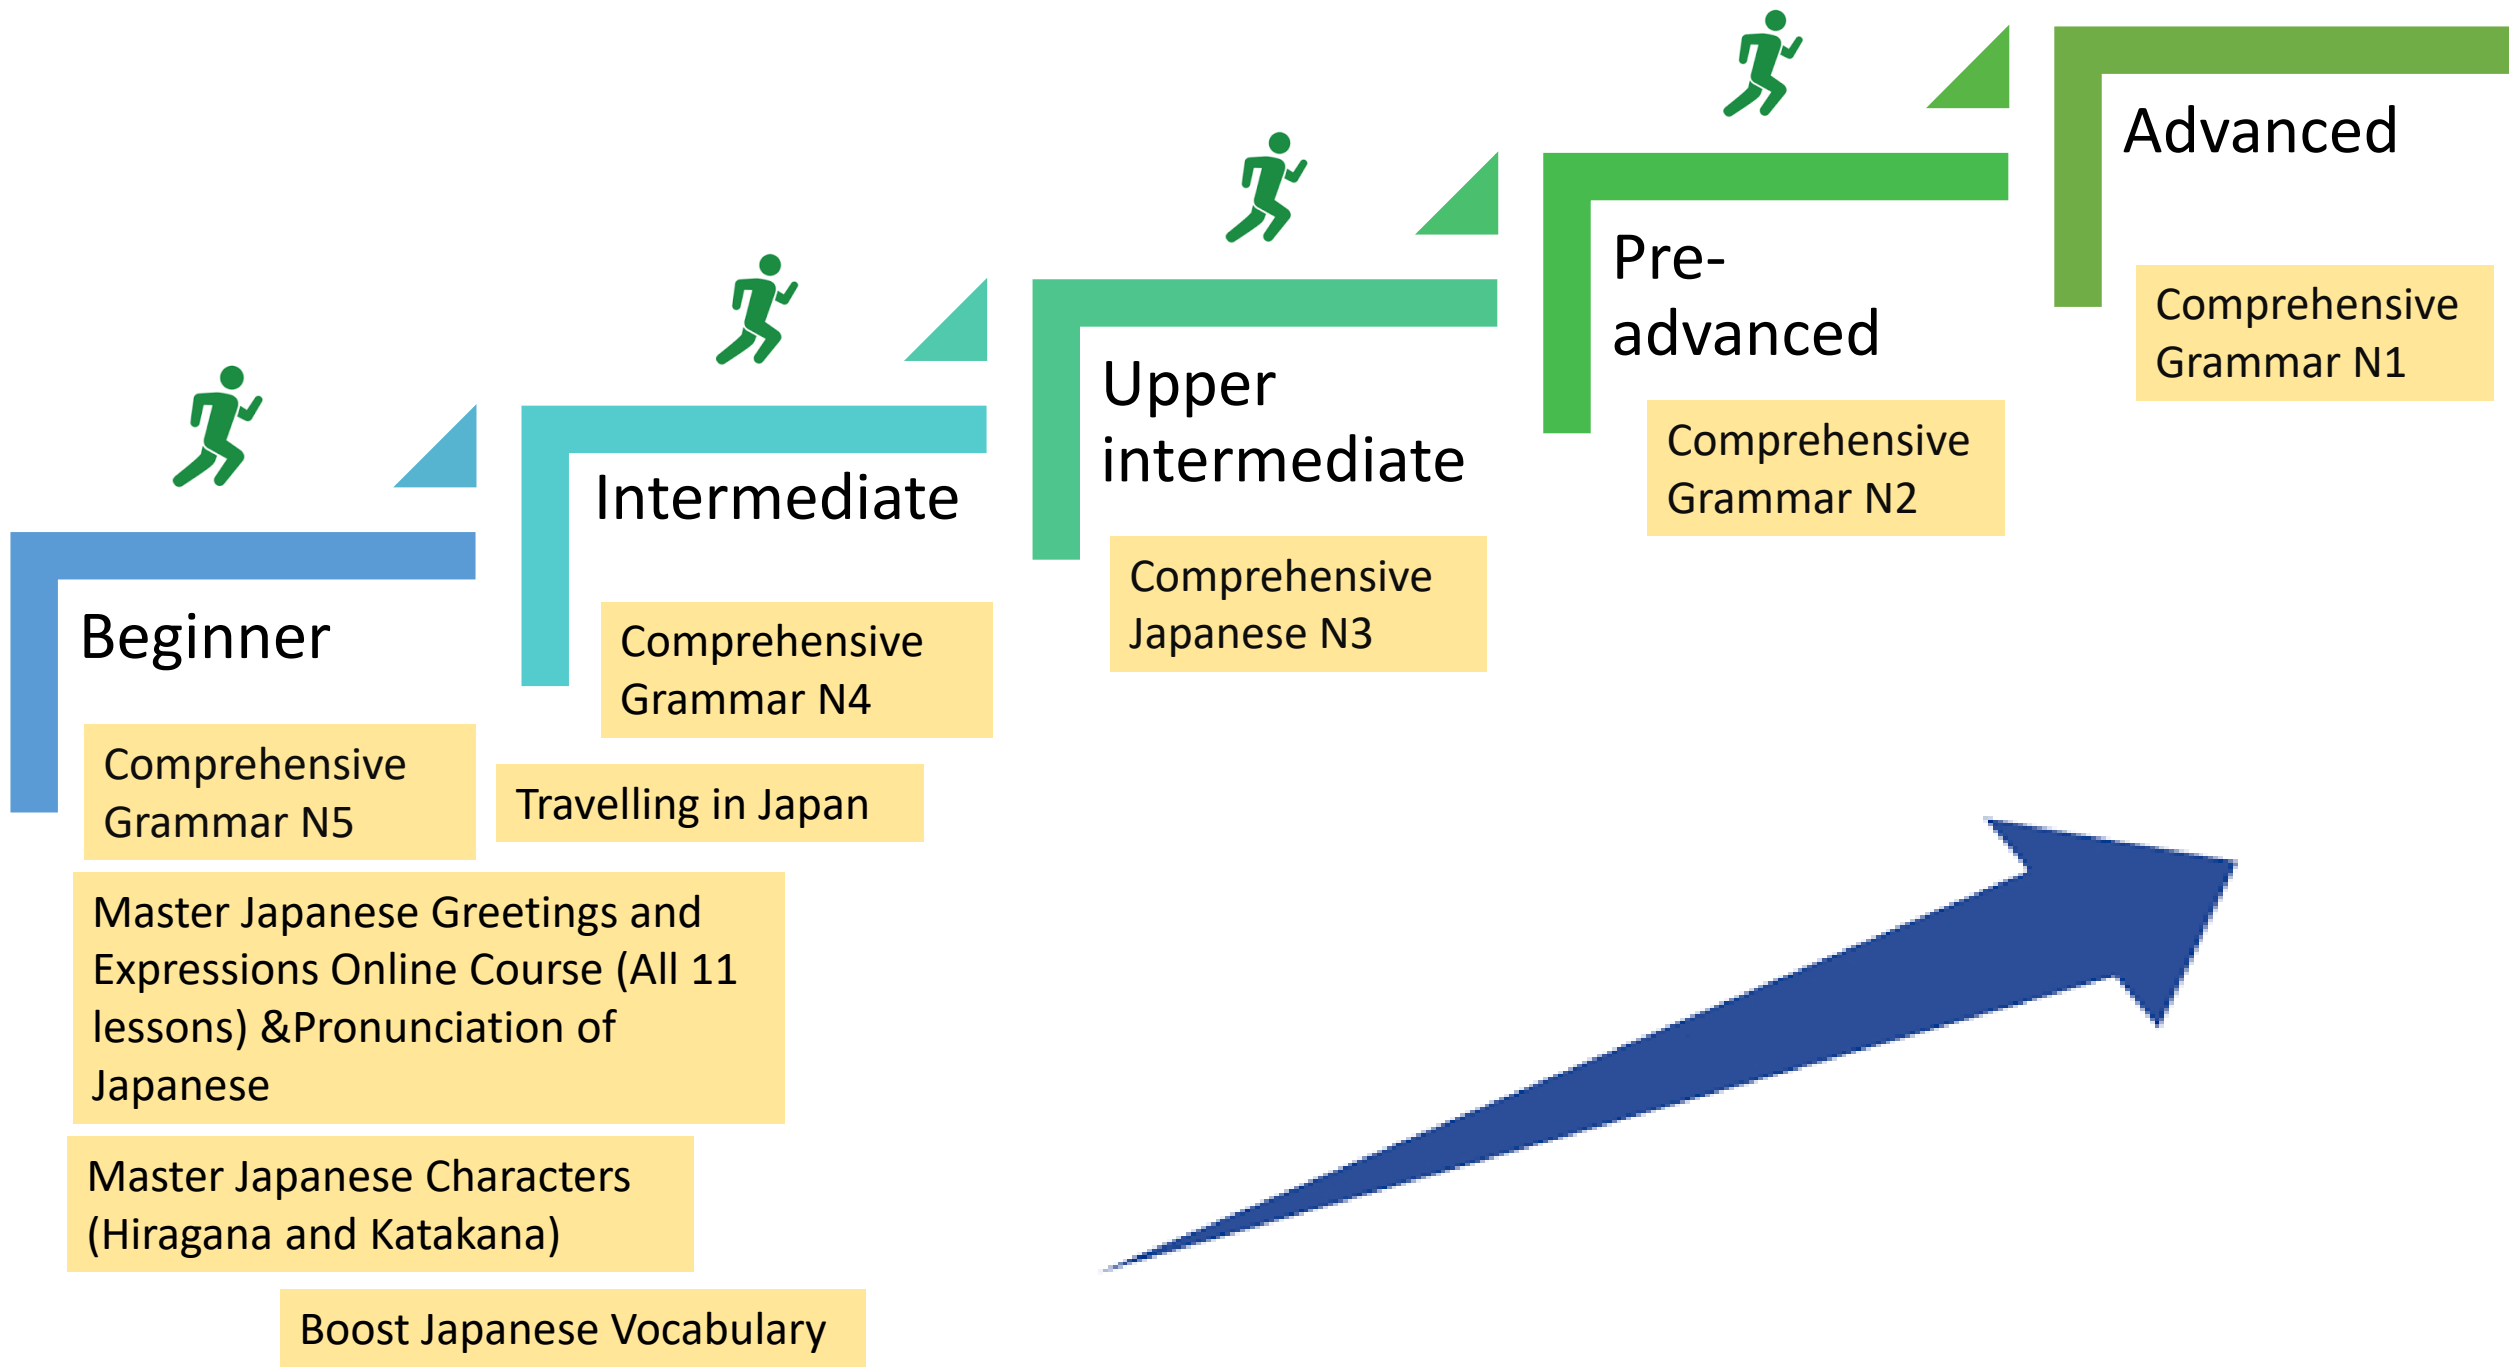 Beginner
Comprehensive
Grammar N5
Master Japanese Greetings and
Expressions Online Course (All 11
lessons) &Pronunciation of
Japanese
Master Japanese Characters
(Hiragana and Katakana)
Boost Japanese Vocabulary
Intermediate
Comprehensive
Grammar N4
Travelling in Japan
Upper
intermediate
Comprehensive
Japanese N3
Pre-
advanced
Comprehensive
Grammar N2
Advanced
Comprehensive
Grammar N1